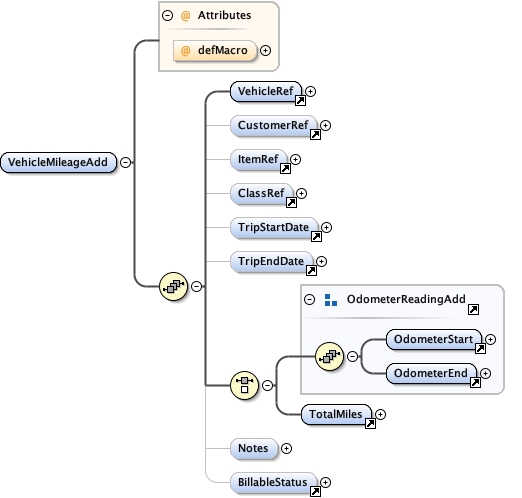 @ Attributes
@ defMacro
VehicleRef
CustomerRef
ItemRef
VehicleMileageAdd
ClassRef
TripStartDate
TripEndDate
OdometerReadingAdd
OdometerStart
OdometerEnd
TotalMiles
Notes
BillableStatus